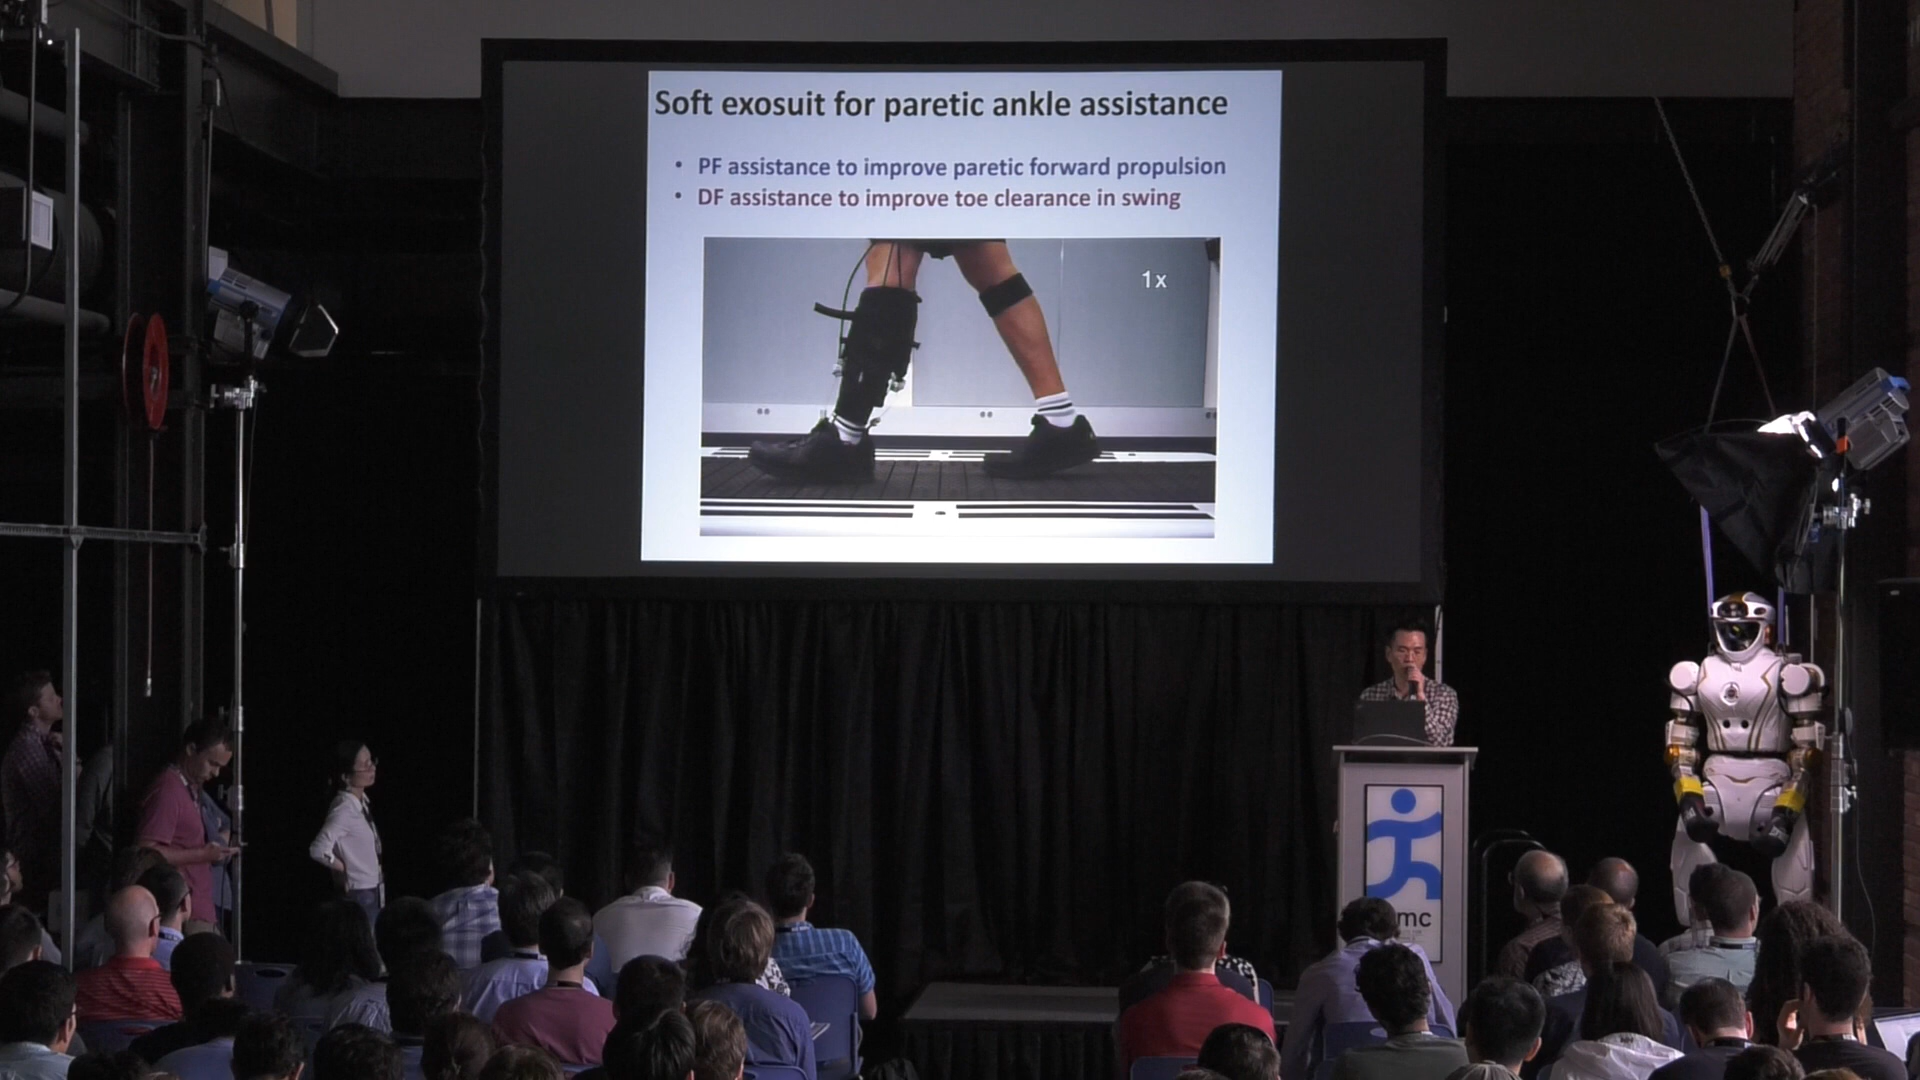 Soft exosuit for paretic ankle assistance
• PF assistance to improve paretic forward propulsion
• DF assistance to improve toe clearance in swing
1x
mc